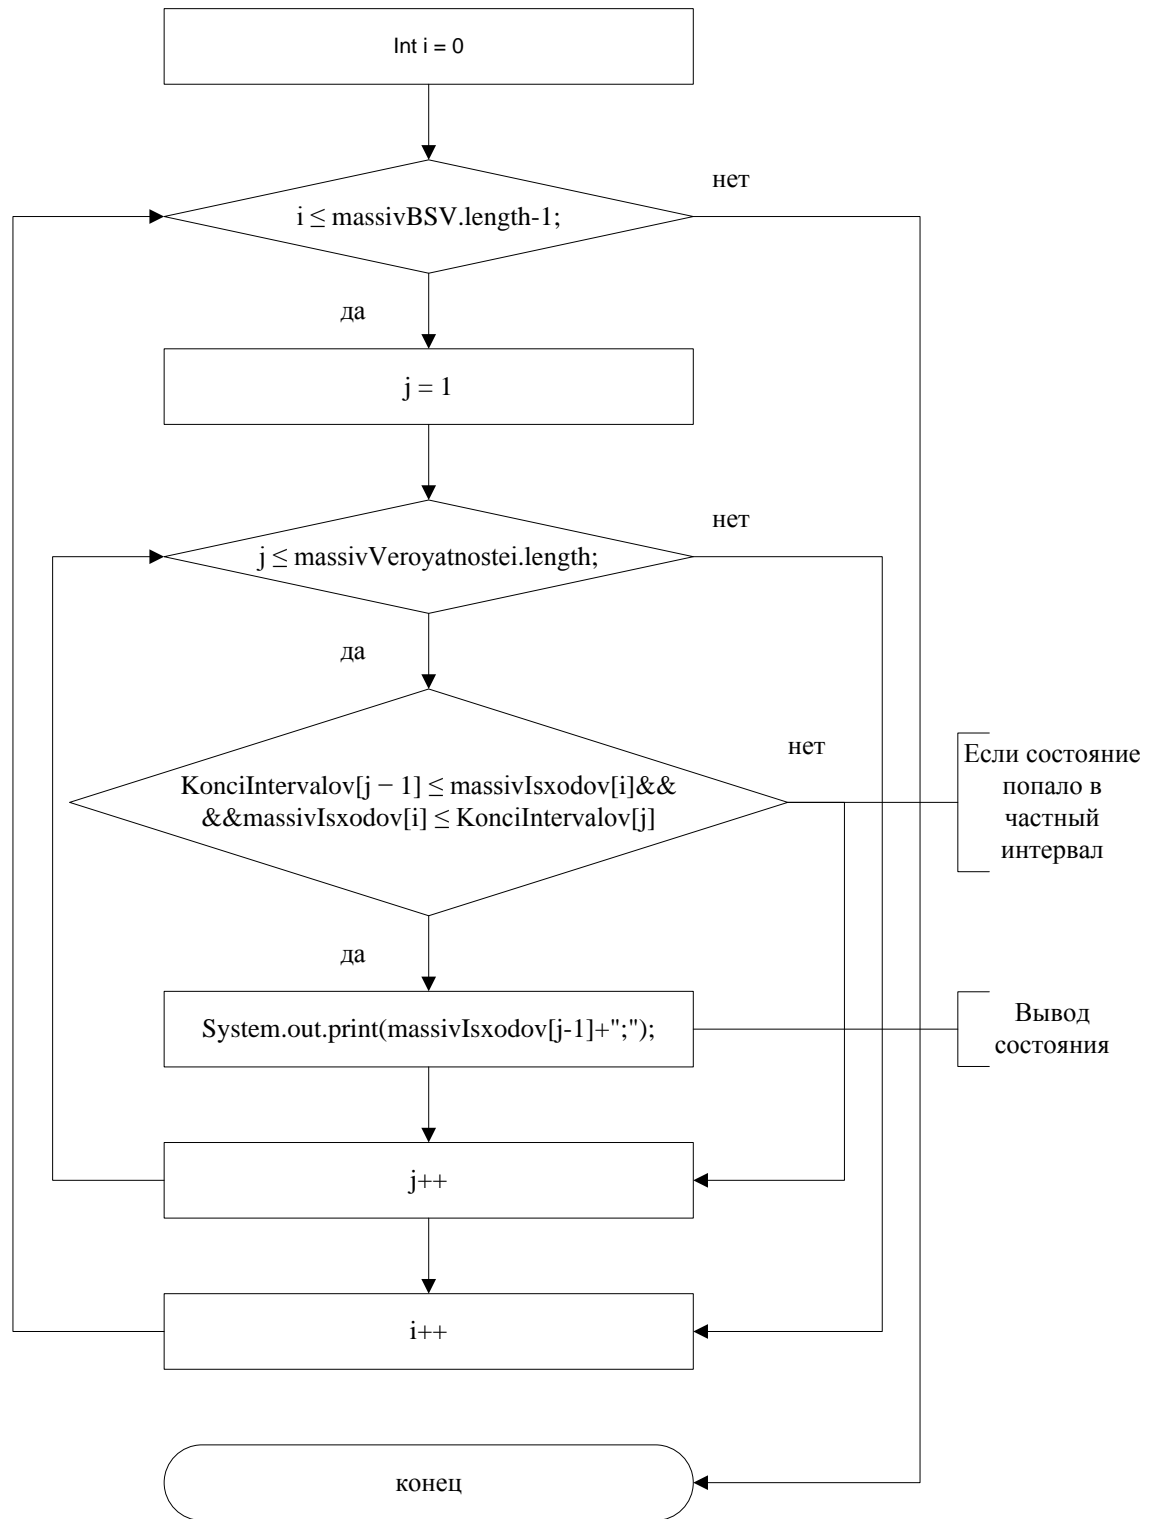 Int i = 0
нет
i ≤ massivBSV.length-1;
да
j = 1
нет
j ≤ massivVeroyatnostei.length;
да
нет
KonciIntervalov[j − 1] ≤ massivIsxodov[i]&&
&&massivIsxodov[i] ≤ KonciIntervalov[j]
Если состояние
попало в
частный
интервал
да
System.out.print(massivIsxodov[j-1]+";");
Вывод
состояния
j++
i++
конец